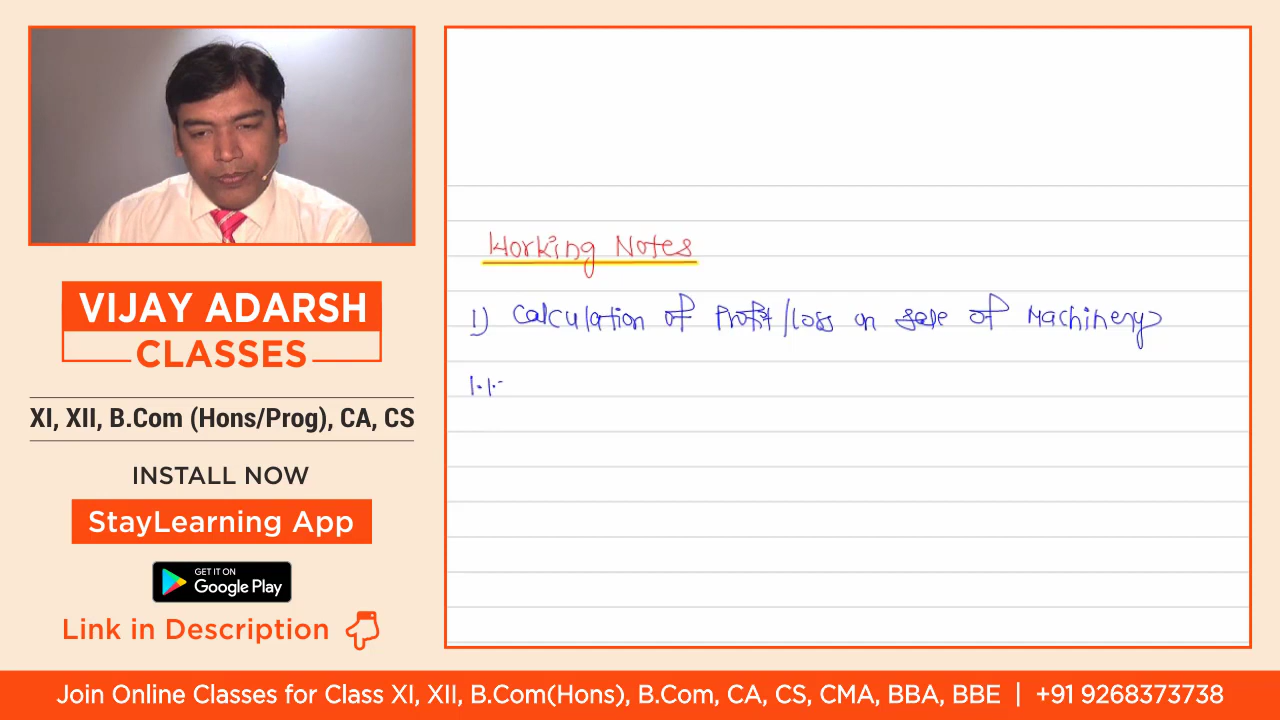 VIJAY ADARSH
CLASSES
XI, XII, B.Com (Hons/Prog), CA, CS
INSTALL NOW
StayLearning App
GET IT ON
Google Play
Link in Description
Working Notes
1) Calculation of Profit/Loss on sale of Machinery
1.1.-
Join Online Classes for Class XI, XII, B.Com(Hons), B.Com, CA, CS, CMA, BBA, BBE | +91 9268373738